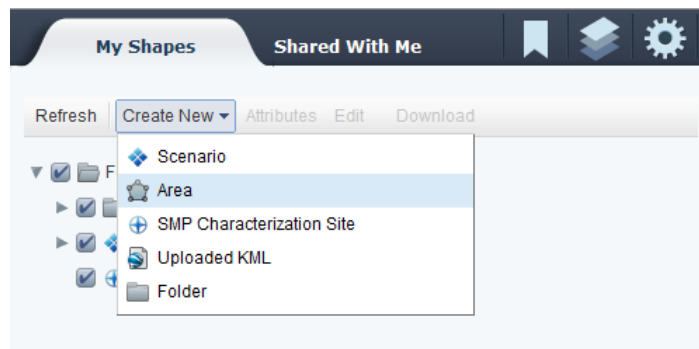 My Shapes Shared With Me
Refresh Create New Attributes Edit Download
Scenario
F
Area
SMP Characterization Site
Uploaded KML
Folder